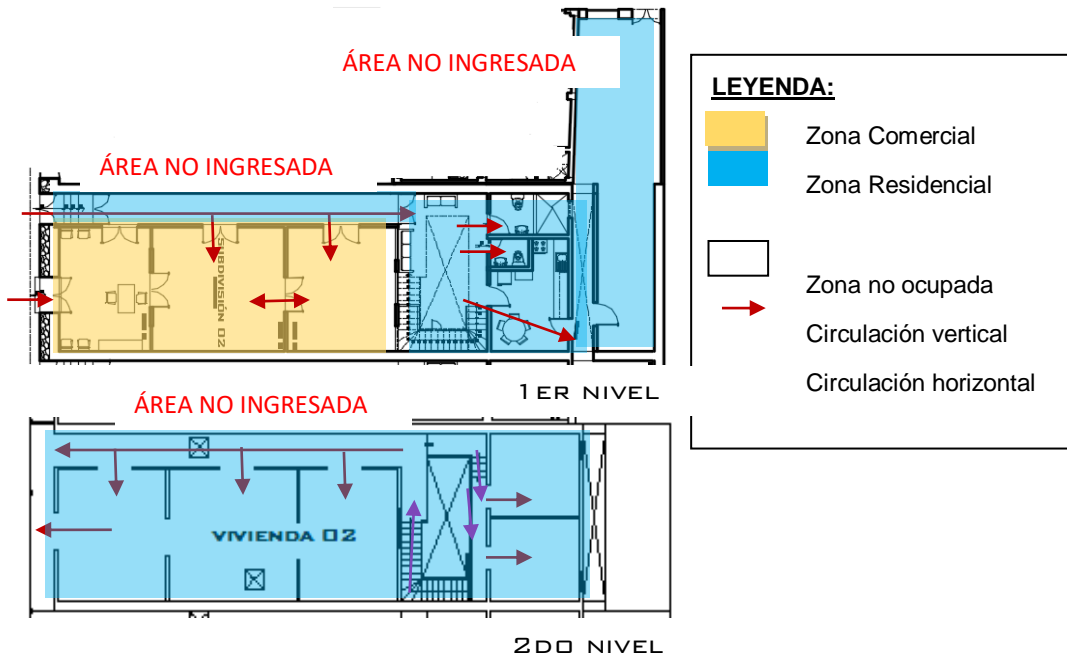 ÁREA NO INGRESADA
ÁREA NO INGRESADA
SUBDIVISIÓN 02
1ER NIVEL
ÁREA NO INGRESADA
VIVIENDA 02
2DO NIVEL
LEYENDA:
Zona Comercial
Zona Residencial
Zona no ocupada
Circulación vertical
Circulación horizontal